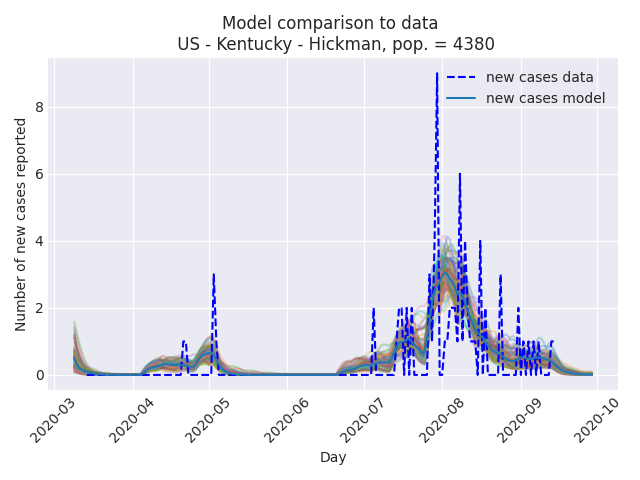 Model comparison to data
US - Kentucky - Hickman, pop. = 4380
new cases data
new cases model
Number of new cases reported
8
6
4
2
0
2020-03
2020-04
2020-05
2020-06
2020-07
2020-08
2020-09
2020-10
Day